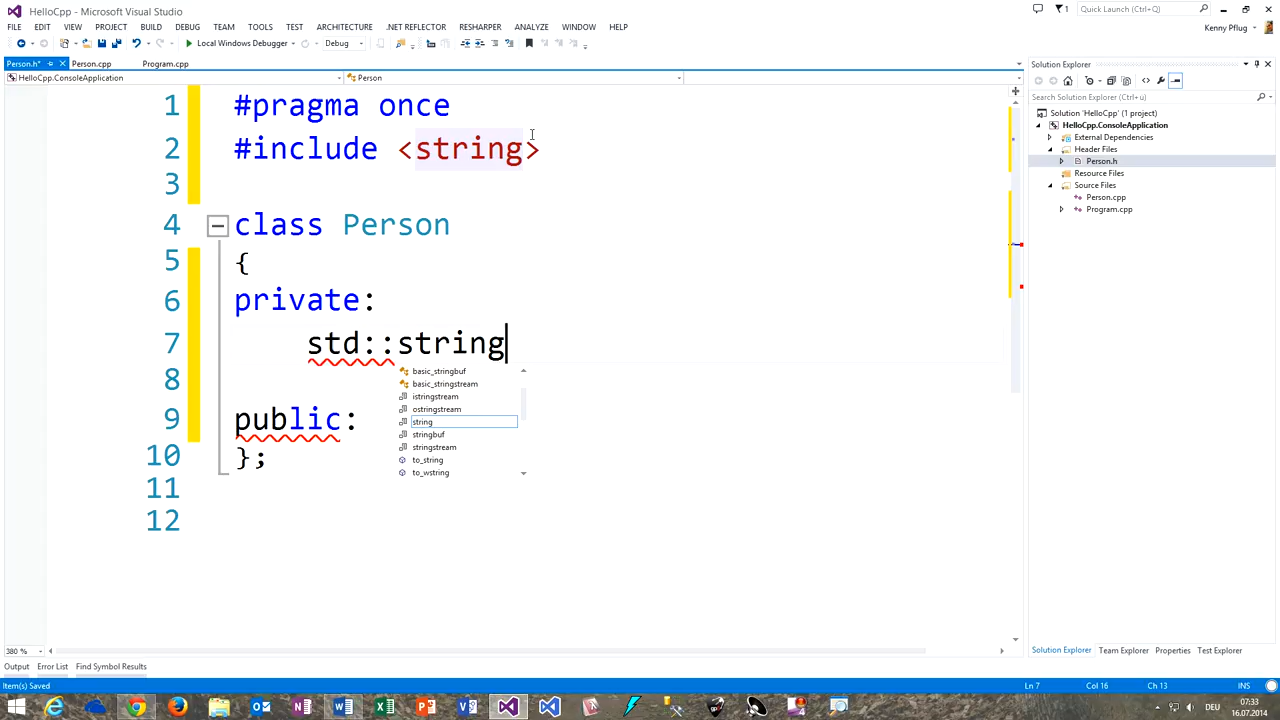 HelloCpp - Microsoft Visual Studio
1
Quick Launch (Ctrl+Q)
FILE EDIT VIEW PROJECT BUILD DEBUG TEAM TOOLS TEST ARCHITECTURE .NET REFLECTOR RESHARPER ANALYZE WINDOW HELP
Kenny Pflug
Local Windows Debugger Debug
Person.h* Person.cpp Program.cpp
HelloCpp.ConsoleApplication Person
1 #pragma once
2 #include <string>
3
4 class Person
5 {
6 private:
7 std::string
8
9 public:
10 };
11
12
basic_stringbuf
basic_stringstream
istringstream
ostringstream
string
stringbuf
stringstream
to_string
to_wstring
380 %
Solution Explorer
Search Solution Explorer (Ctrl+ü)
Solution 'HelloCpp' (1 project)
HelloCpp.ConsoleApplication
External Dependencies
Header Files
Person.h
Resource Files
Source Files
Person.cpp
Program.cpp
Solution Explorer Team Explorer Properties Test Explorer
Output Error List Find Symbol Results
Item(s) Saved Ln 7 Col 16 Ch 13 INS
DEU
07:33
16.07.2014